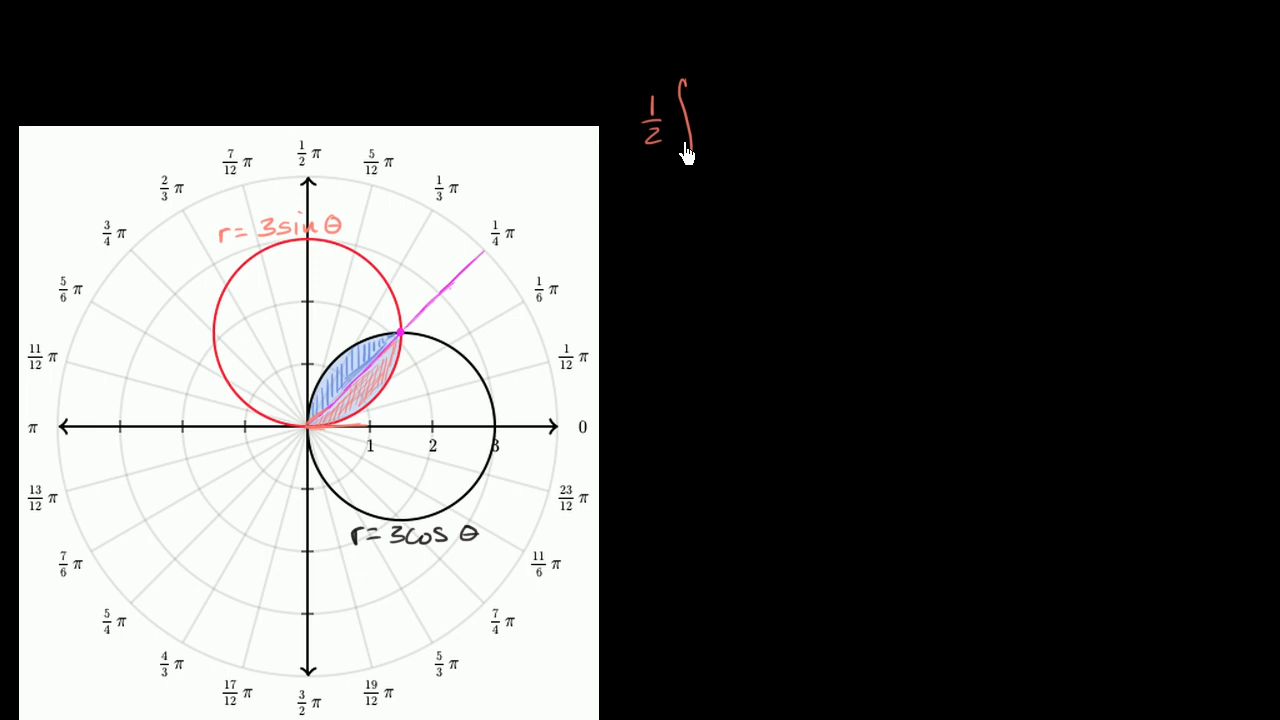 1/2 ∫
1/2 π
7/12 π
5/12 π
2/3 π
1/3 π
r = 3sin θ
3/4 π
1/4 π
5/6 π
1/6 π
11/12 π
1/12 π
π
0
1 2 3
13/12 π
23/12 π
r = 3cos θ
7/6 π
11/6 π
5/4 π
7/4 π
4/3 π
5/3 π
17/12 π
19/12 π
3/2 π